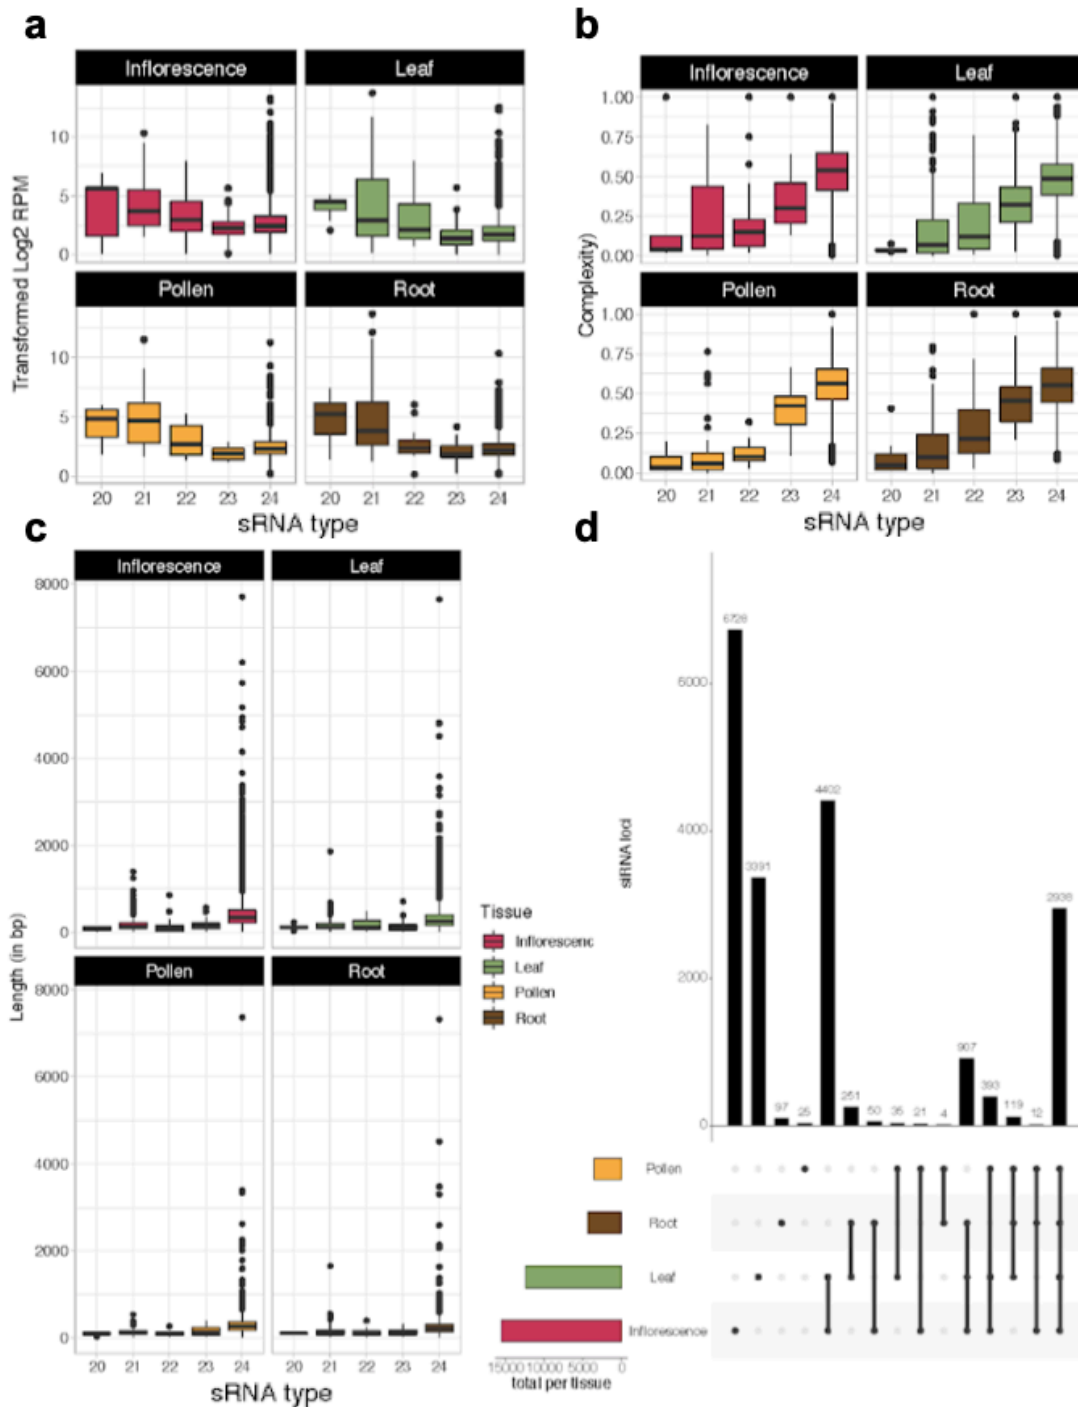 a
Inflorescence Leaf
10
5
0
Pollen Root
10
5
0
Transformed Log2 RPM
20 21 22 23 24 20 21 22 23 24
sRNA type
b
Inflorescence Leaf
1.00
0.75
0.50
0.25
0.00
Pollen Root
1.00
0.75
0.50
0.25
0.00
Complexity)
20 21 22 23 24 20 21 22 23 24
sRNA type
c
Inflorescence Leaf
8000
6000
4000
2000
0
Pollen Root
8000
6000
4000
2000
0
Length (in bp)
20 21 22 23 24 20 21 22 23 24
sRNA type
Tissue
Inflorescenc
Leaf
Pollen
Root
d
siRNA loci
6000
4000
2000
0
6728 3391 97 25 4402 251 50 35 21 4 907 393 119 12 2938
Pollen
Root
Leaf
Inflorescence
15000 10000 5000 0
total per tissue